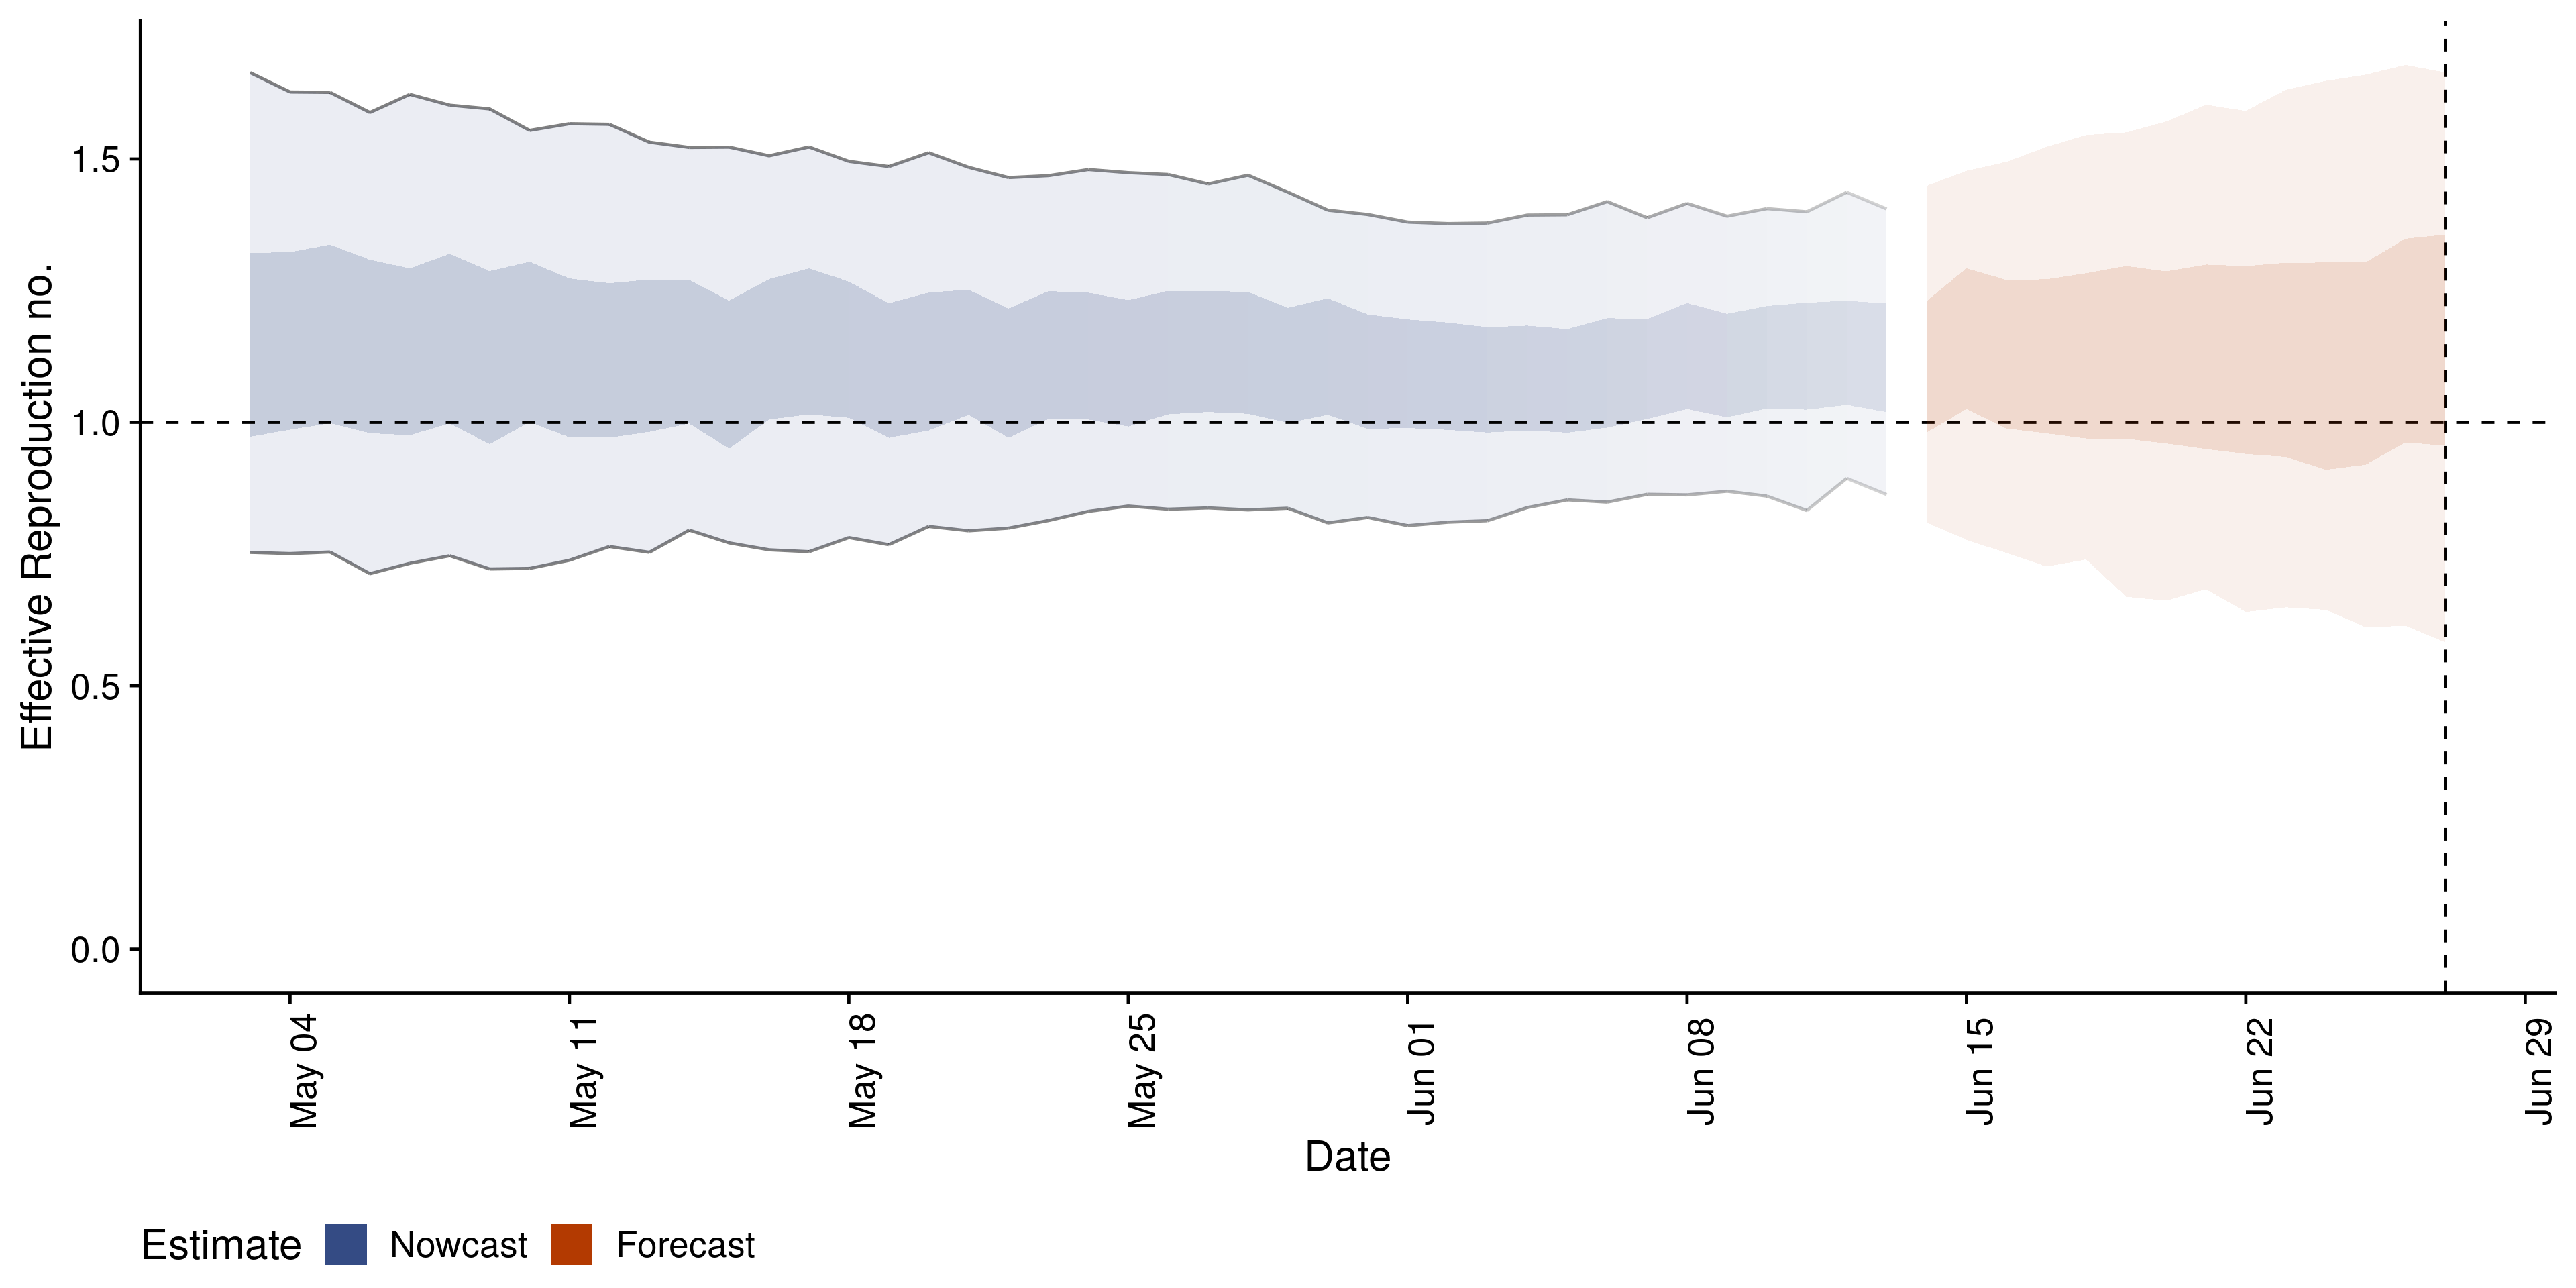 Effective Reproduction no.
1.5
1.0
0.5
0.0
May 04
May 11
May 18
May 25
Jun 01
Jun 08
Jun 15
Jun 22
Jun 29
Date
Estimate Nowcast Forecast